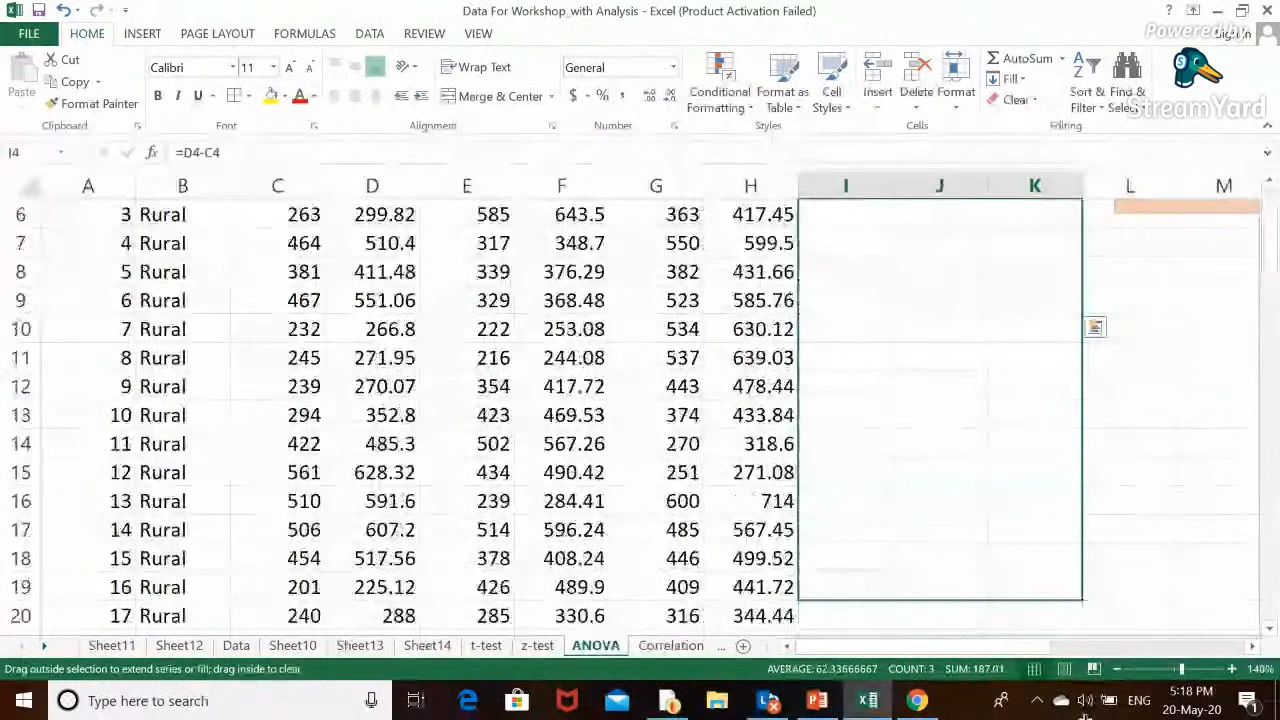 Data For Workshop with Analysis - Excel (Product Activation Failed)
Powered by
Sign in
FILE HOME INSERT PAGE LAYOUT FORMULAS DATA REVIEW VIEW
Paste
Cut
Copy
Format Painter
Clipboard
Calibri 11
B I U
Font
Wrap Text
Merge & Center
Alignment
General
$ % ,
Number
Conditional Formatting
Format as Table
Cell Styles
Styles
Insert Delete Format
Cells
AutoSum
Fill
Clear
Sort & Filter
Find & Select
Editing
StreamYard
I4 fx =D4-C4
A B C D E F G H I J K L M
6 3 Rural 263 299.82 585 643.5 363 417.45
7 4 Rural 464 510.4 317 348.7 550 599.5
8 5 Rural 381 411.48 339 376.29 382 431.66
9 6 Rural 467 551.06 329 368.48 523 585.76
10 7 Rural 232 266.8 222 253.08 534 630.12
11 8 Rural 245 271.95 216 244.08 537 639.03
12 9 Rural 239 270.07 354 417.72 443 478.44
13 10 Rural 294 352.8 423 469.53 374 433.84
14 11 Rural 422 485.3 502 567.26 270 318.6
15 12 Rural 561 628.32 434 490.42 251 271.08
16 13 Rural 510 591.6 239 284.41 600 714
17 14 Rural 506 607.2 514 596.24 485 567.45
18 15 Rural 454 517.56 378 408.24 446 499.52
19 16 Rural 201 225.12 426 489.9 409 441.72
20 17 Rural 240 288 285 330.6 316 344.44
Sheet11 Sheet12 Data Sheet10 Sheet13 Sheet14 t-test z-test ANOVA Correlation ...
Drag outside selection to extend series or fill; drag inside to clear
AVERAGE: 62.33666667 COUNT: 3 SUM: 187.01 140%
Type here to search
ENG
5:18 PM
20-May-20
1